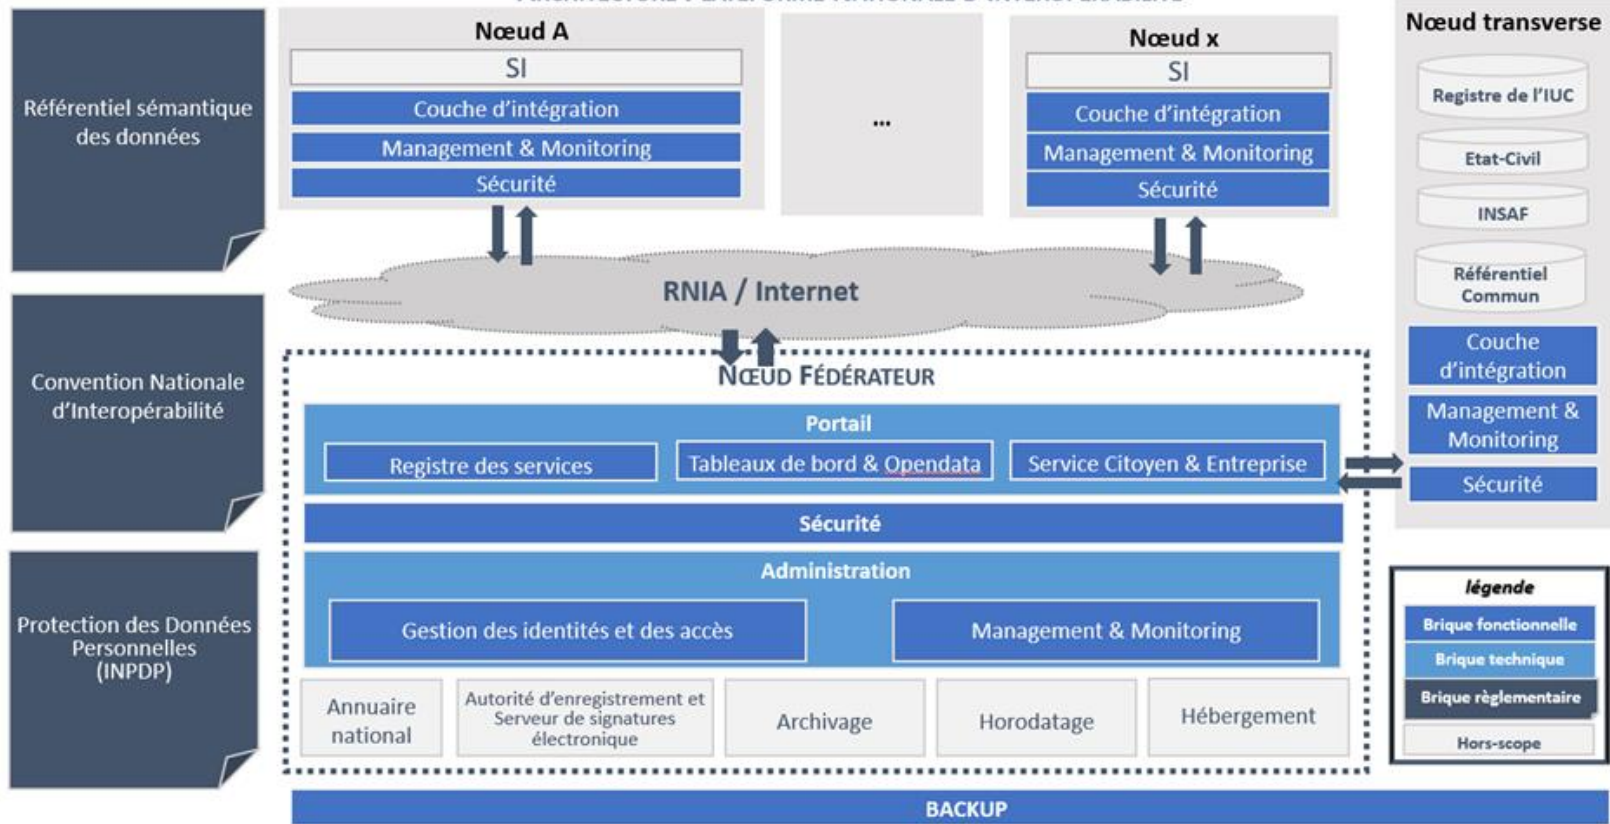 ARCHITECTURE PLATEFORME NATIONALE D'INTEROPÉRABILITÉ
Référentiel sémantique
des données
Convention Nationale
d'Interopérabilité
Protection des Données
Personnelles
(INPDP)
Nœud A
SI
Couche d'intégration
Management & Monitoring
Sécurité
...
Nœud x
SI
Couche d'intégration
Management & Monitoring
Sécurité
RNIA / Internet
NŒUD FÉDÉRATEUR
Portail
Registre des services
Tableaux de bord & Opendata
Service Citoyen & Entreprise
Sécurité
Administration
Gestion des identités et des accès
Management & Monitoring
Annuaire
national
Autorité d'enregistrement et
Serveur de signatures
électronique
Archivage
Horodatage
Hébergement
BACKUP
Nœud transverse
Registre de l'IUC
Etat-Civil
INSAF
Référentiel
Commun
Couche
d'intégration
Management &
Monitoring
Sécurité
légende
Brique fonctionnelle
Brique technique
Brique règlementaire
Hors-scope